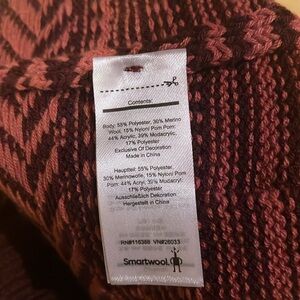 Contents:
Body: 55% Polyester, 30% Merino
Wool, 15% Nylon/ Pom Pom:
44% Acrylic, 39% Modacrylic,
17% Polyester
Exclusive Of Decoration
Made in China
Hauptteil: 55% Polyester,
30% Merinowolle, 15% Nylon/ Pom
Pom: 44% Acryl, 39% Modacryl,
17% Polyester
Ausschließlich Dekoration
Hergestellt in China
RN#116388 VN#26033
Smartwool